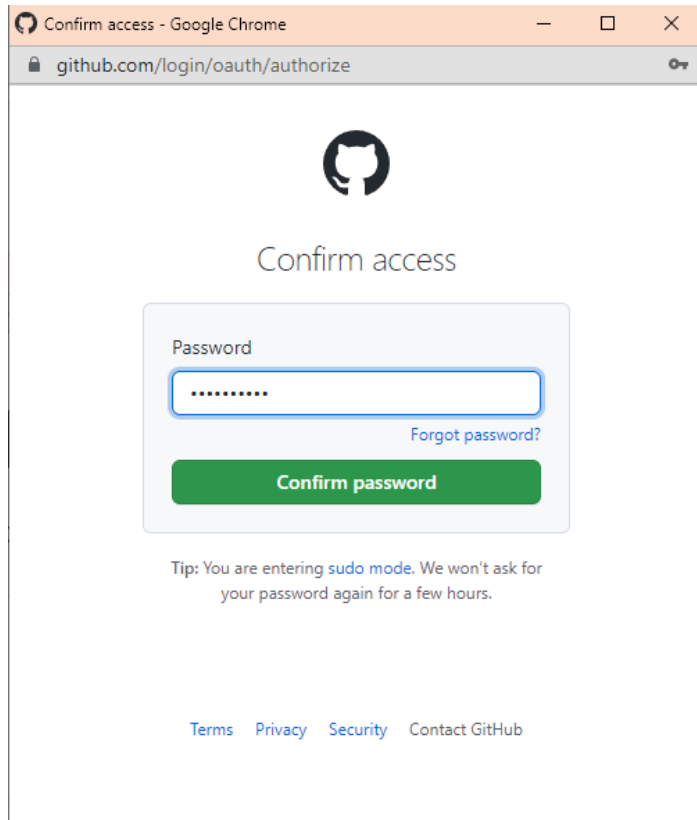 Confirm access - Google Chrome
github.com/login/oauth/authorize
Confirm access
Password
••••••••••
Forgot password?
Confirm password
Tip: You are entering sudo mode. We won't ask for
your password again for a few hours.
Terms Privacy Security Contact GitHub